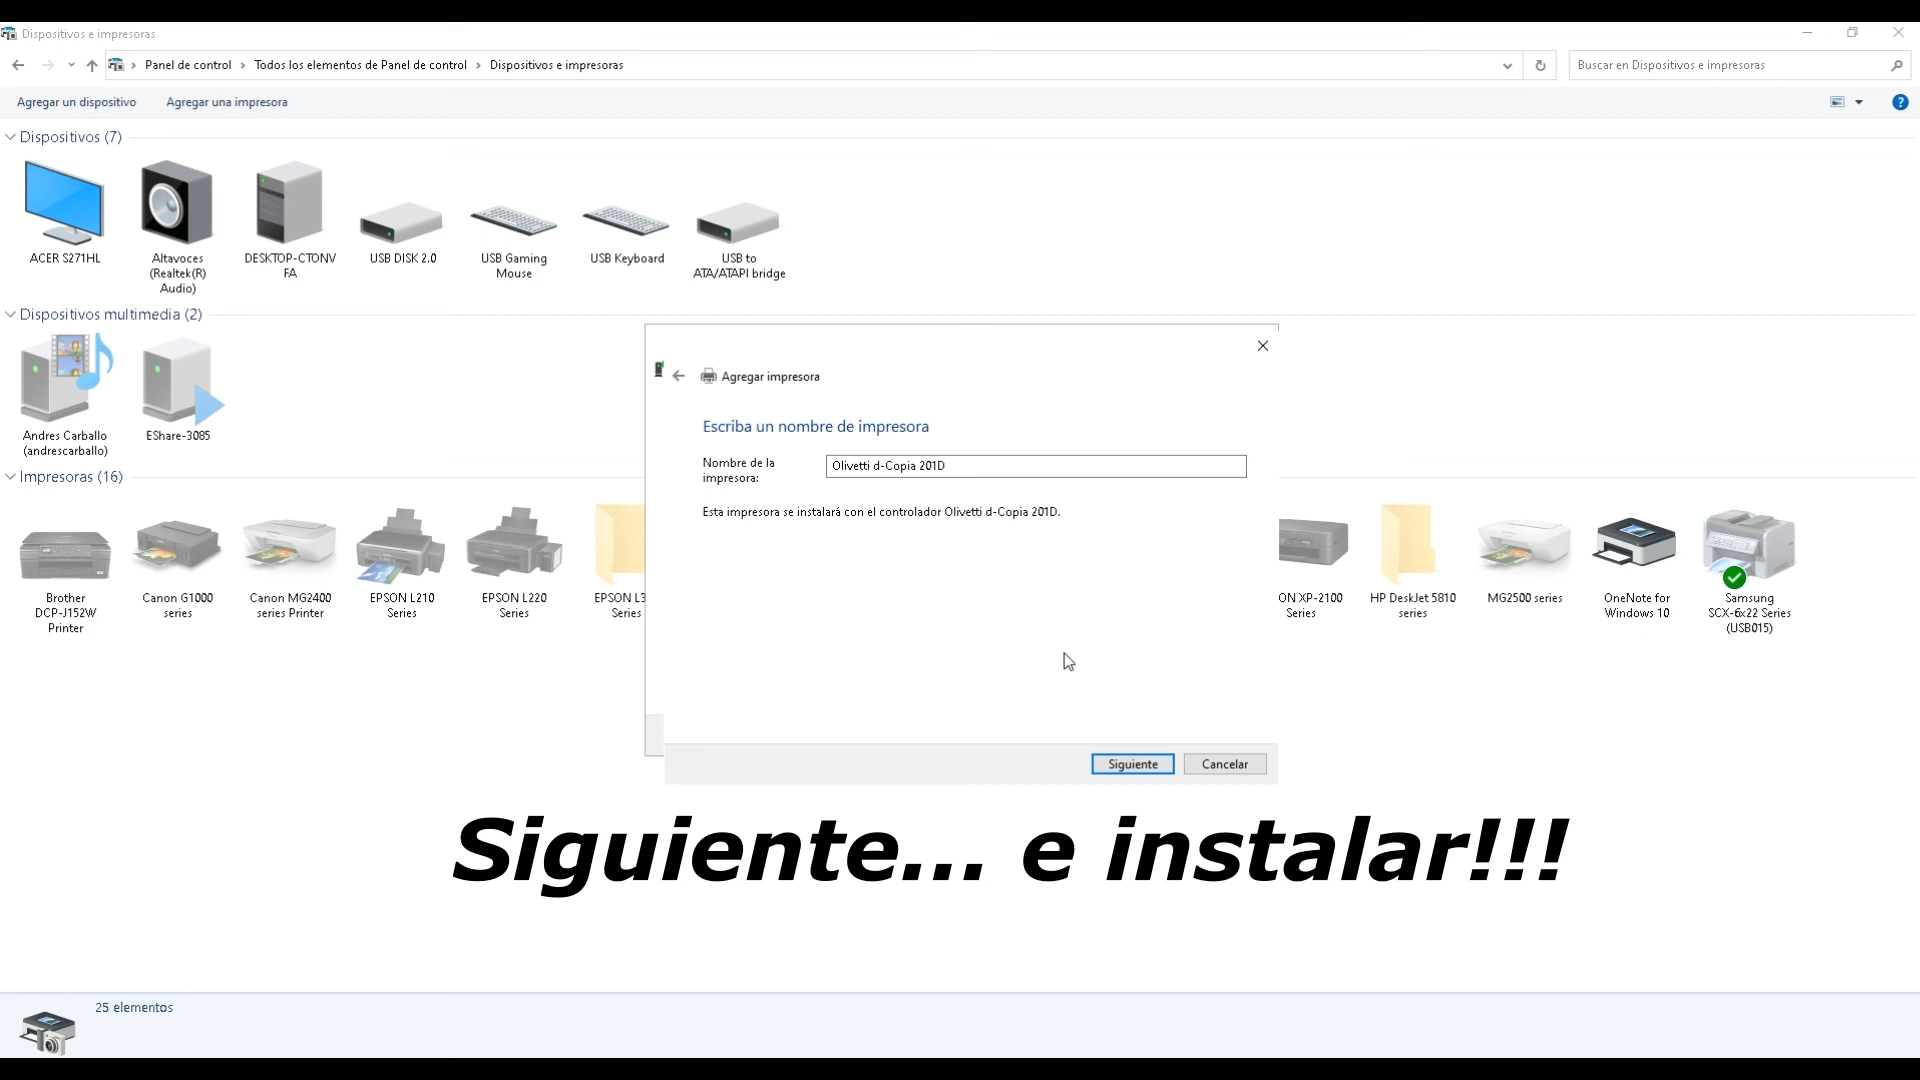 Dispositivos e impresoras
Panel de control
Todos los elementos de Panel de control
Dispositivos e impresoras
Buscar en Dispositivos e impresoras
Agregar un dispositivo
Agregar una impresora
Dispositivos (7)
ACER S271HL
Altavoces
(Realtek(R)
Audio)
DESKTOP-CTONV
FA
USB DISK 2.0
USB Gaming
Mouse
USB Keyboard
USB to
ATA/ATAPI bridge
Dispositivos multimedia (2)
Andres Carballo
(andrescarballo)
EShare-3085
Impresoras (16)
Brother
DCP-J152W
Printer
Canon G1000
series
Canon MG2400
series Printer
EPSON L210
Series
EPSON L220
Series
EPSON L3
Series
ON XP-2100
Series
HP DeskJet 5810
series
MG2500 series
OneNote for
Windows 10
Samsung
SCX-6x22 Series
(USB015)
Agregar impresora
Escriba un nombre de impresora
Nombre de la
impresora:
Olivetti d-Copia 201D
Esta impresora se instalará con el controlador Olivetti d-Copia 201D.
Siguiente
Cancelar
Siguiente... e instalar!!!
25 elementos